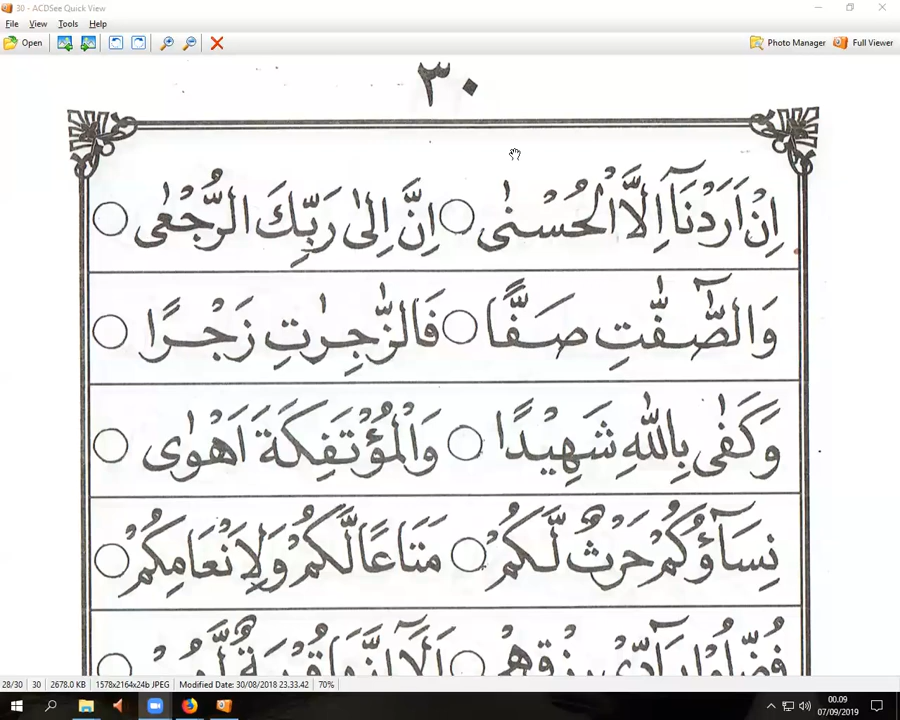 30 - ACDSee Quick View
File View Tools Help
Open Photo Manager Full Viewer
٣٠
اِنْ اَرَدْنَآ اِلَّا الْحُسْنٰى ○ اِنَّ اِلٰى رَبِّكَ الرُّجْعٰى ○
وَالصّٰٓفّٰتِ صَفًّا ○ فَالزّٰجِرٰتِ زَجْرًا ○
وَكَفٰى بِاللّٰهِ شَهِيْدًا ○ وَالْمُؤْتَفِكَةَ اَهْوٰى ○
نِسَآؤُكُمْ حَرْثٌ لَّكُمْ ○ مَتَاعًا لَّكُمْ وَلِاَنْعَامِكُمْ ○
28/30 30 2678.0 KB 1578x2164x24b JPEG Modified Date: 30/08/2018 23.33.42 70%
00.09
07/09/2019